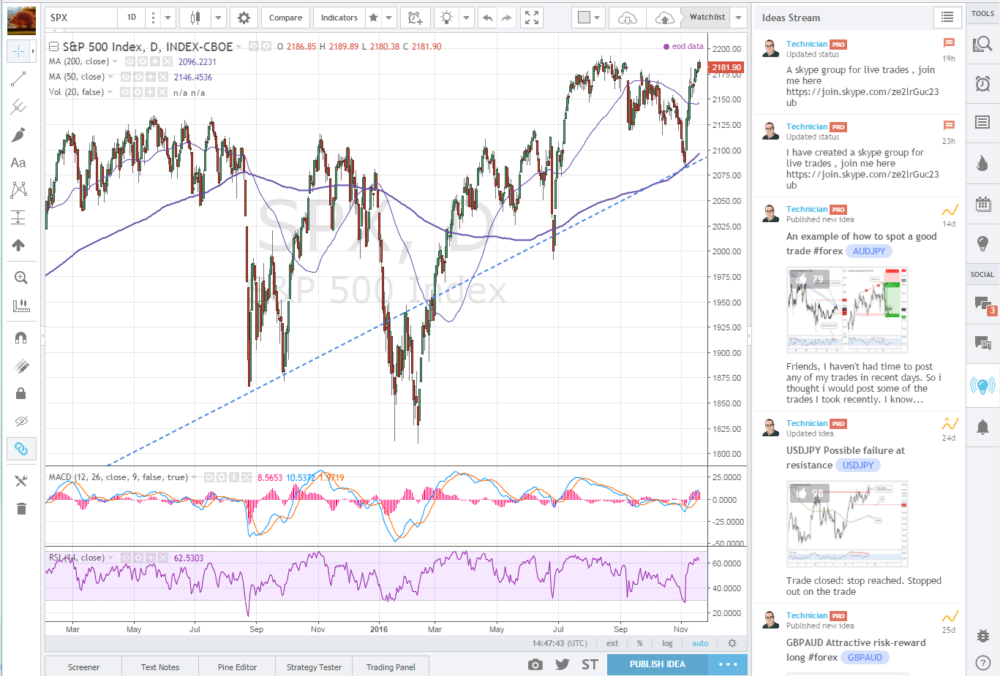 SPX
1D
Compare
Indicators
Watchlist
S&P 500 Index, D, INDEX-CBOE
O 2186.85 H 2189.89 L 2180.38 C 2181.90
eod data
MA (200, close) 2096.2231
MA (50, close) 2146.4536
Vol (20, false) n/a n/a
SPX, D
S&P 500 Index
2200.00
2181.90
2175.00
2150.00
2125.00
2100.00
2075.00
2050.00
2025.00
2000.00
1975.00
1950.00
1925.00
1900.00
1875.00
1850.00
1825.00
1800.00
MACD (12, 26, close, 9, false, true) 8.5653 10.5372 1.9719
25.0000
0.0000
-25.0000
-50.0000
RSI (14, close) 62.5303
60.0000
40.0000
20.0000
Mar May Jul Sep Nov 2016 Mar May Jul Sep Nov
14:47:43 (UTC) ext % log auto
Screener
Text Notes
Pine Editor
Strategy Tester
Trading Panel
ST
PUBLISH IDEA
Aa
Ideas Stream
Technician PRO
Updated status
19h
A skype group for live trades , join
me here
https://join.skype.com/ze2lrGuc23
ub
Technician PRO
Updated status
23h
I have created a skype group for
live trades , join me here
https://join.skype.com/ze2lrGuc23
ub
Technician PRO
Published new idea
14d
An example of how to spot a good
trade #forex AUDJPY
79
Friends, I haven't had time to post
any of my trades in recent days. So i
thought i would post some of the
trades I took recently. I know...
Technician PRO
Updated idea
24d
USDJPY Possible failure at
resistance USDJPY
98
Trade closed: stop reached. Stopped
out on the trade
Technician PRO
Published new idea
25d
GBPAUD Attractive risk-reward
long #forex GBPAUD
TOOLS
SOCIAL
3
PM